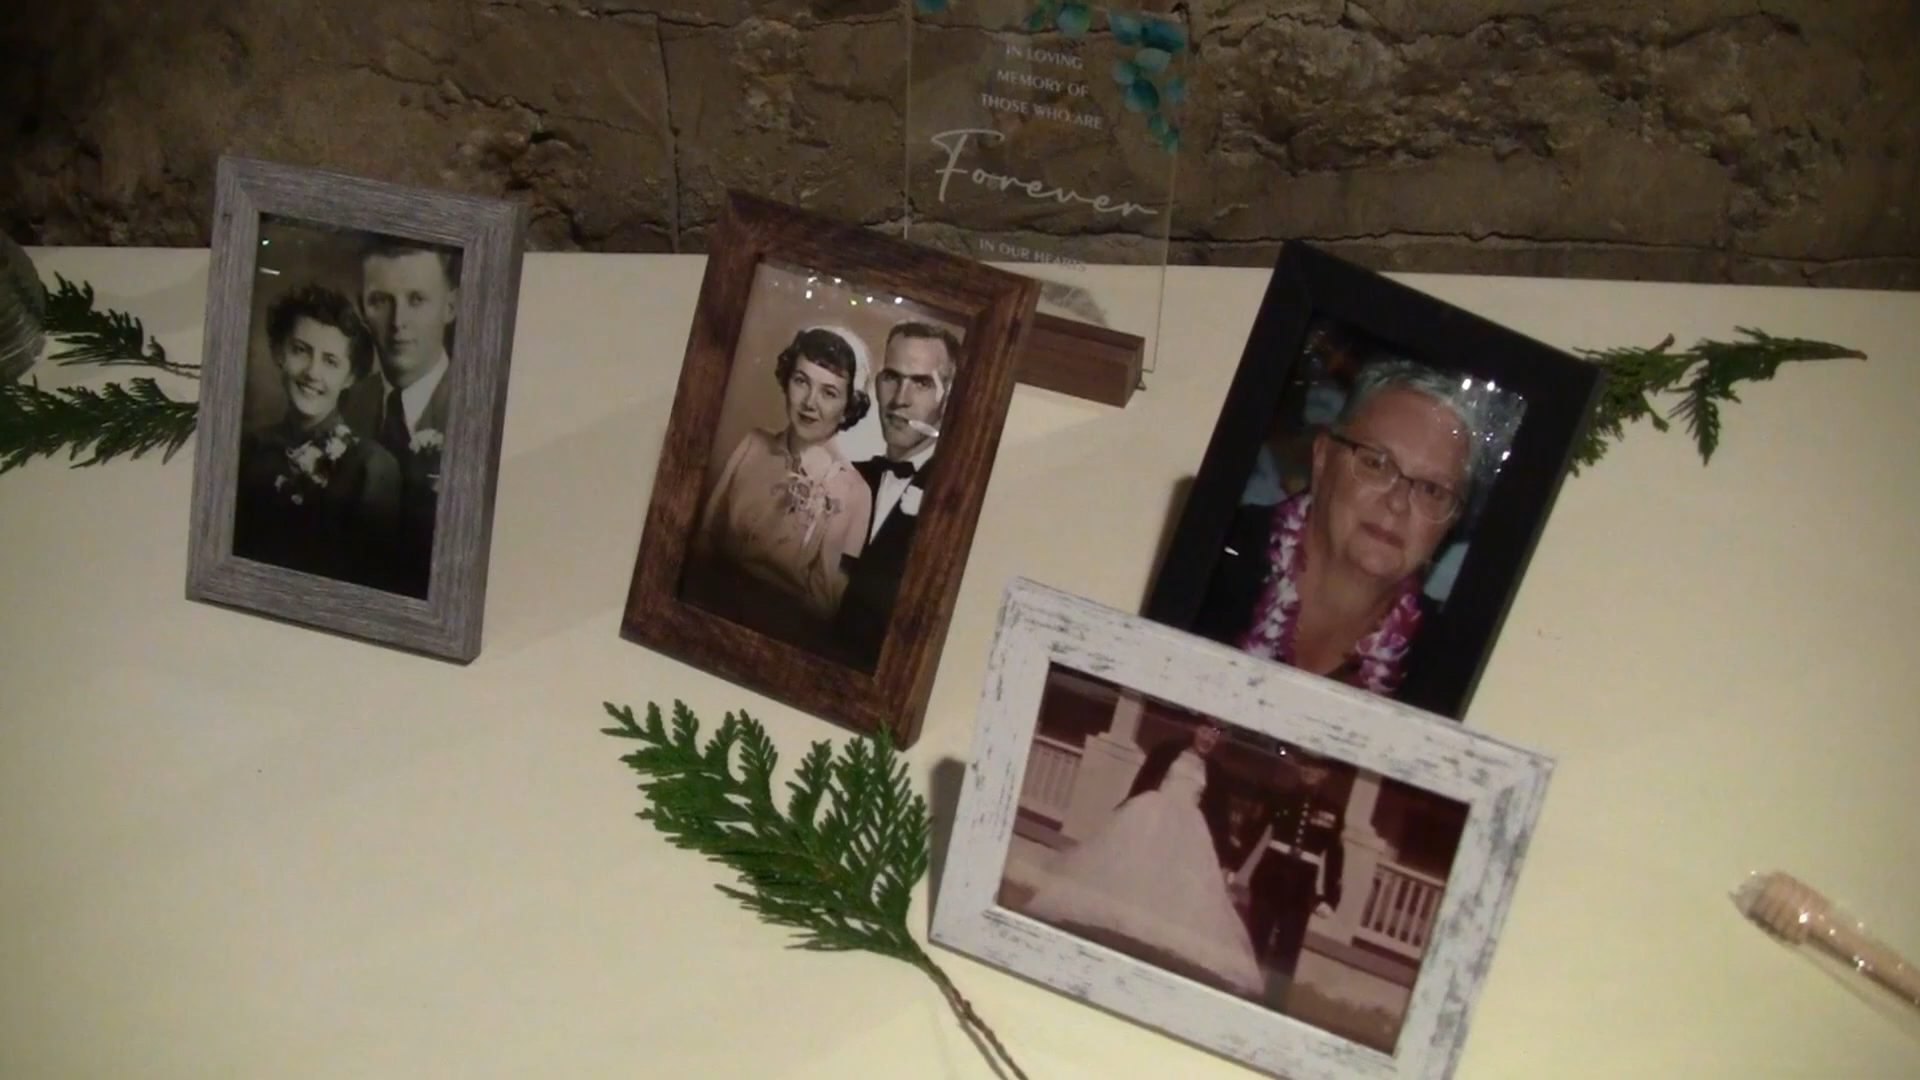 IN LOVING
MEMORY OF
THOSE WHO ARE
Forever
IN OUR HEARTS